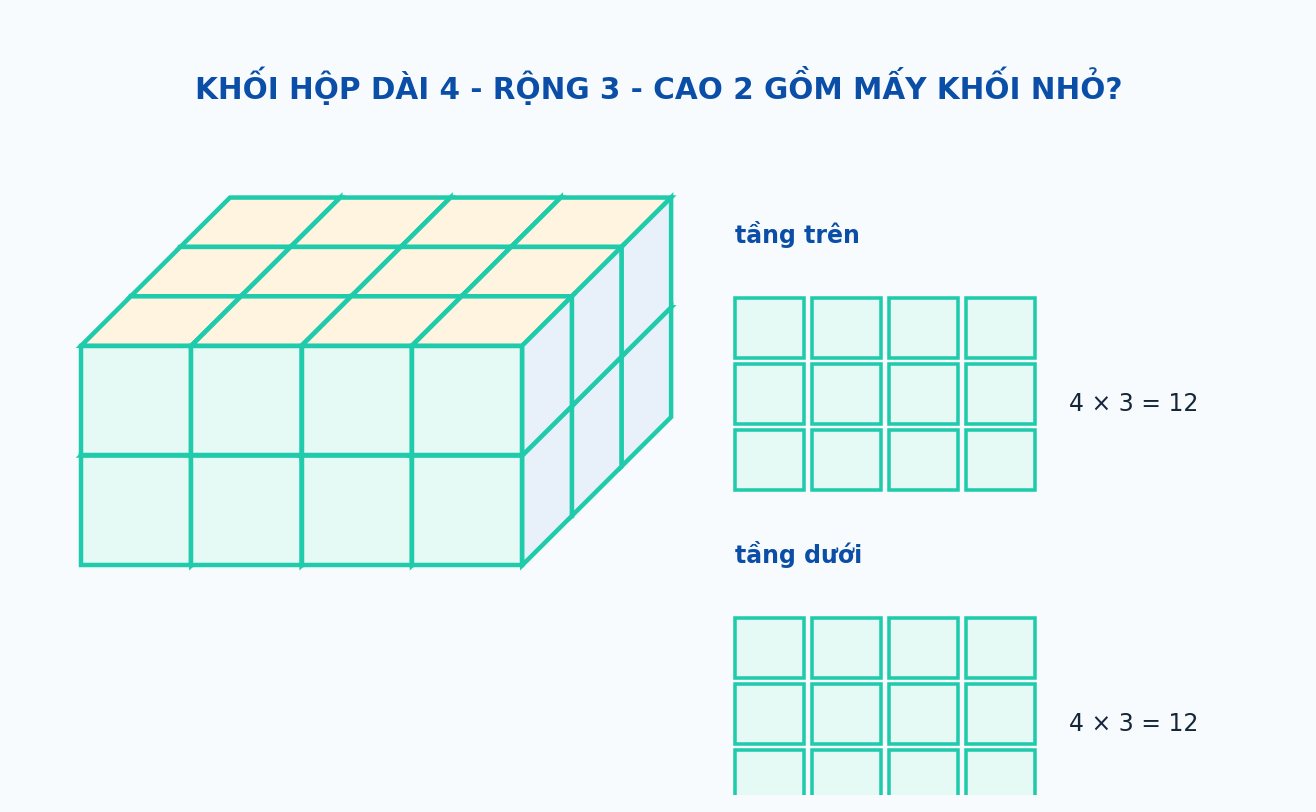 KHỐI HỘP DÀI 4 - RỘNG 3 - CAO 2 GỒM MẤY KHỐI NHỎ?
tầng trên
4 × 3 = 12
tầng dưới
4 × 3 = 12